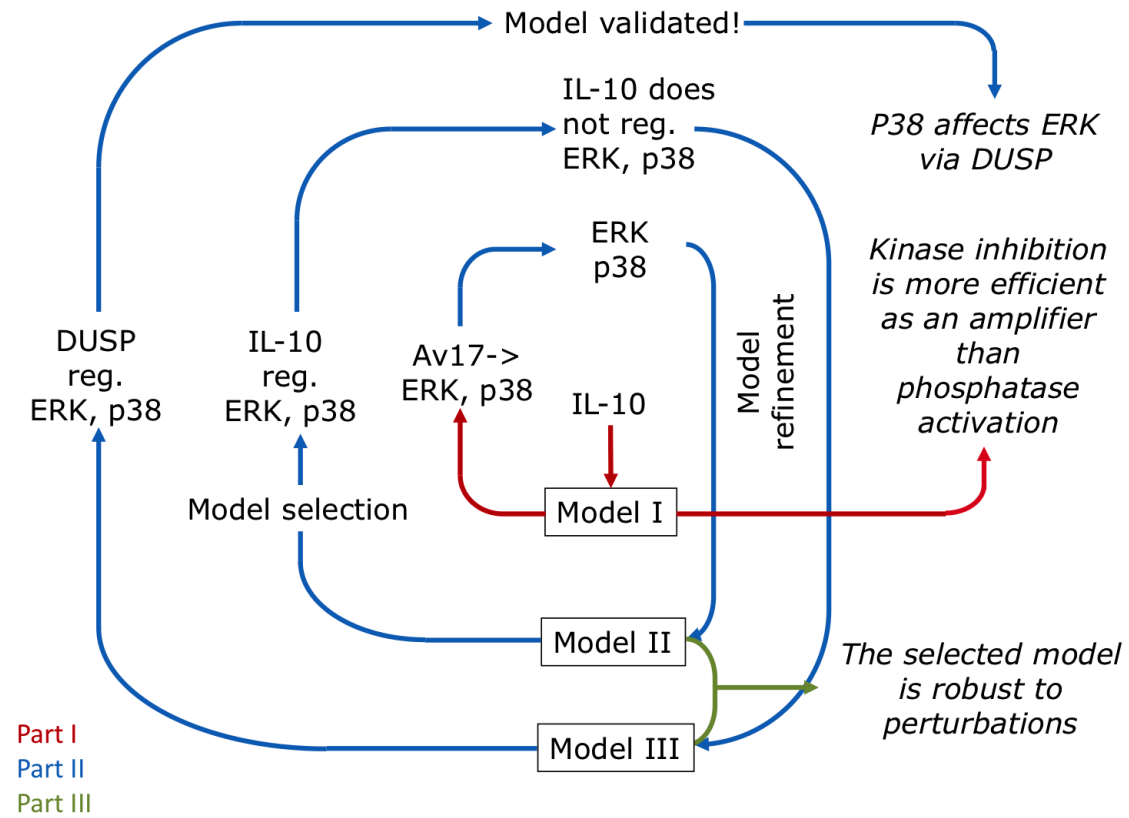 Model validated!
IL-10 does
not reg.
ERK, p38
P38 affects ERK
via DUSP
ERK
p38
Kinase inhibition
is more efficient
as an amplifier
than
phosphatase
activation
DUSP
reg.
ERK, p38
IL-10
reg.
ERK, p38
Av17->
ERK, p38
IL-10
Model
refinement
Model selection
Model I
Model II
The selected model
is robust to
perturbations
Model III
Part I
Part II
Part III